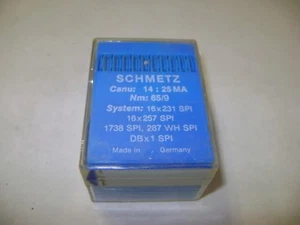 SCHMETZ
Canu: 14 : 25 MA
Nm: 65/9
System: 16x231 SPI
16x257 SPI
1738 SPI, 287 WH SPI
DBx1 SPI
Made in Germany